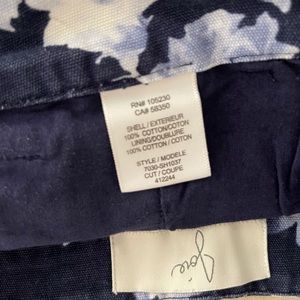 RN# 105230
CA# 58350
SHELL / EXTERIEUR
100% COTTON/COTON
LINING/DOUBLURE
100% COTTON / COTON
STYLE / MODELE
7030-SH1037
CUT / COUPE
412244
Joie